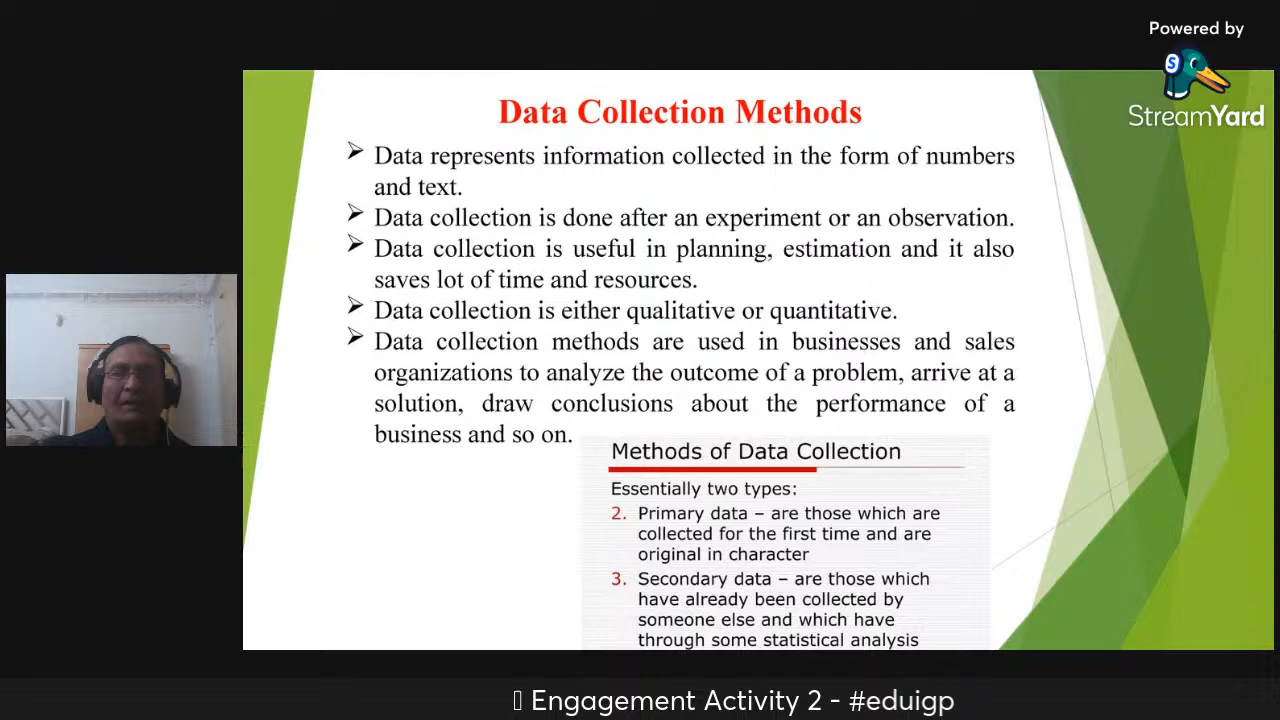 Powered by
StreamYard
Data Collection Methods
➢ Data represents information collected in the form of numbers
and text.
➢ Data collection is done after an experiment or an observation.
➢ Data collection is useful in planning, estimation and it also
saves lot of time and resources.
➢ Data collection is either qualitative or quantitative.
➢ Data collection methods are used in businesses and sales
organizations to analyze the outcome of a problem, arrive at a
solution, draw conclusions about the performance of a
business and so on.
Methods of Data Collection
Essentially two types:
2. Primary data – are those which are
collected for the first time and are
original in character
3. Secondary data – are those which
have already been collected by
someone else and which have
through some statistical analysis
Engagement Activity 2 - #eduigp